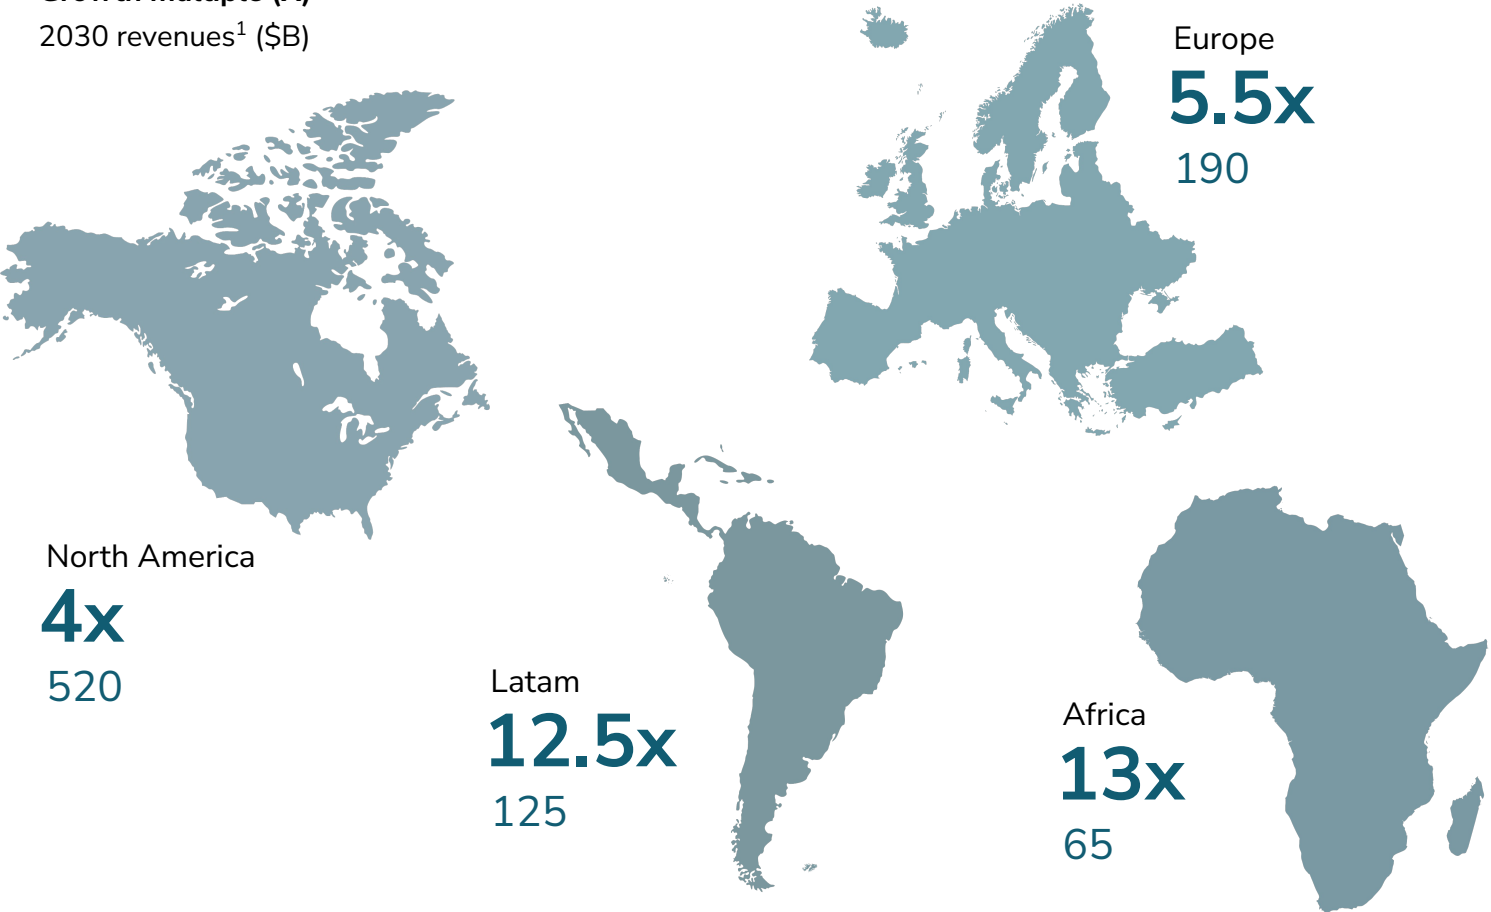 2030 revenues¹ ($B)
Europe
5.5x
190
North America
4x
520
Latam
12.5x
125
Africa
13x
65